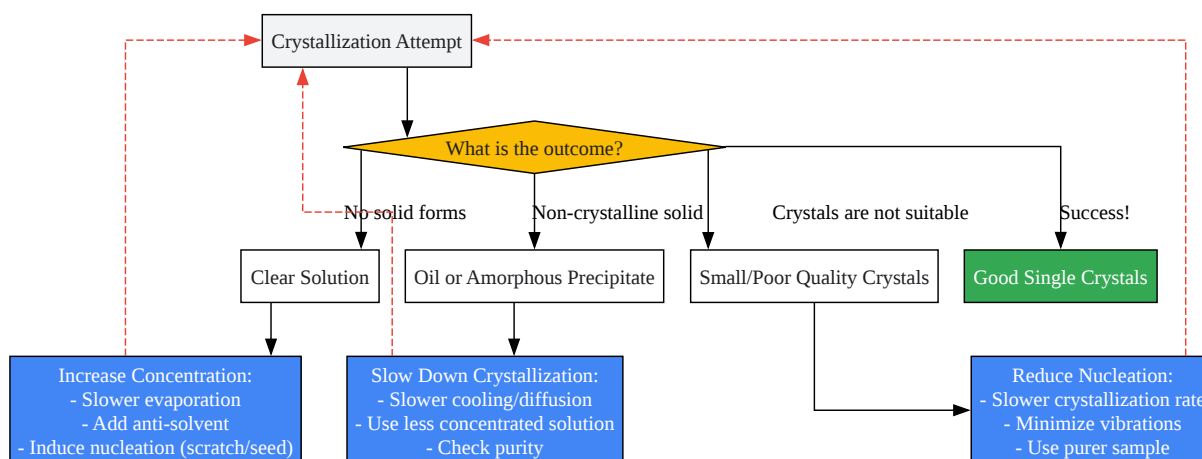 Crystallization Attempt
What is the outcome?
No solid forms
Non-crystalline solid
Crystals are not suitable
Success!
Clear Solution
Oil or Amorphous Precipitate
Small/Poor Quality Crystals
Good Single Crystals
Increase Concentration:
- Slower evaporation
- Add anti-solvent
- Induce nucleation (scratch/seed)
Slow Down Crystallization:
- Slower cooling/diffusion
- Use less concentrated solution
- Check purity
Reduce Nucleation:
- Slower crystallization rate
- Minimize vibrations
- Use purer sample